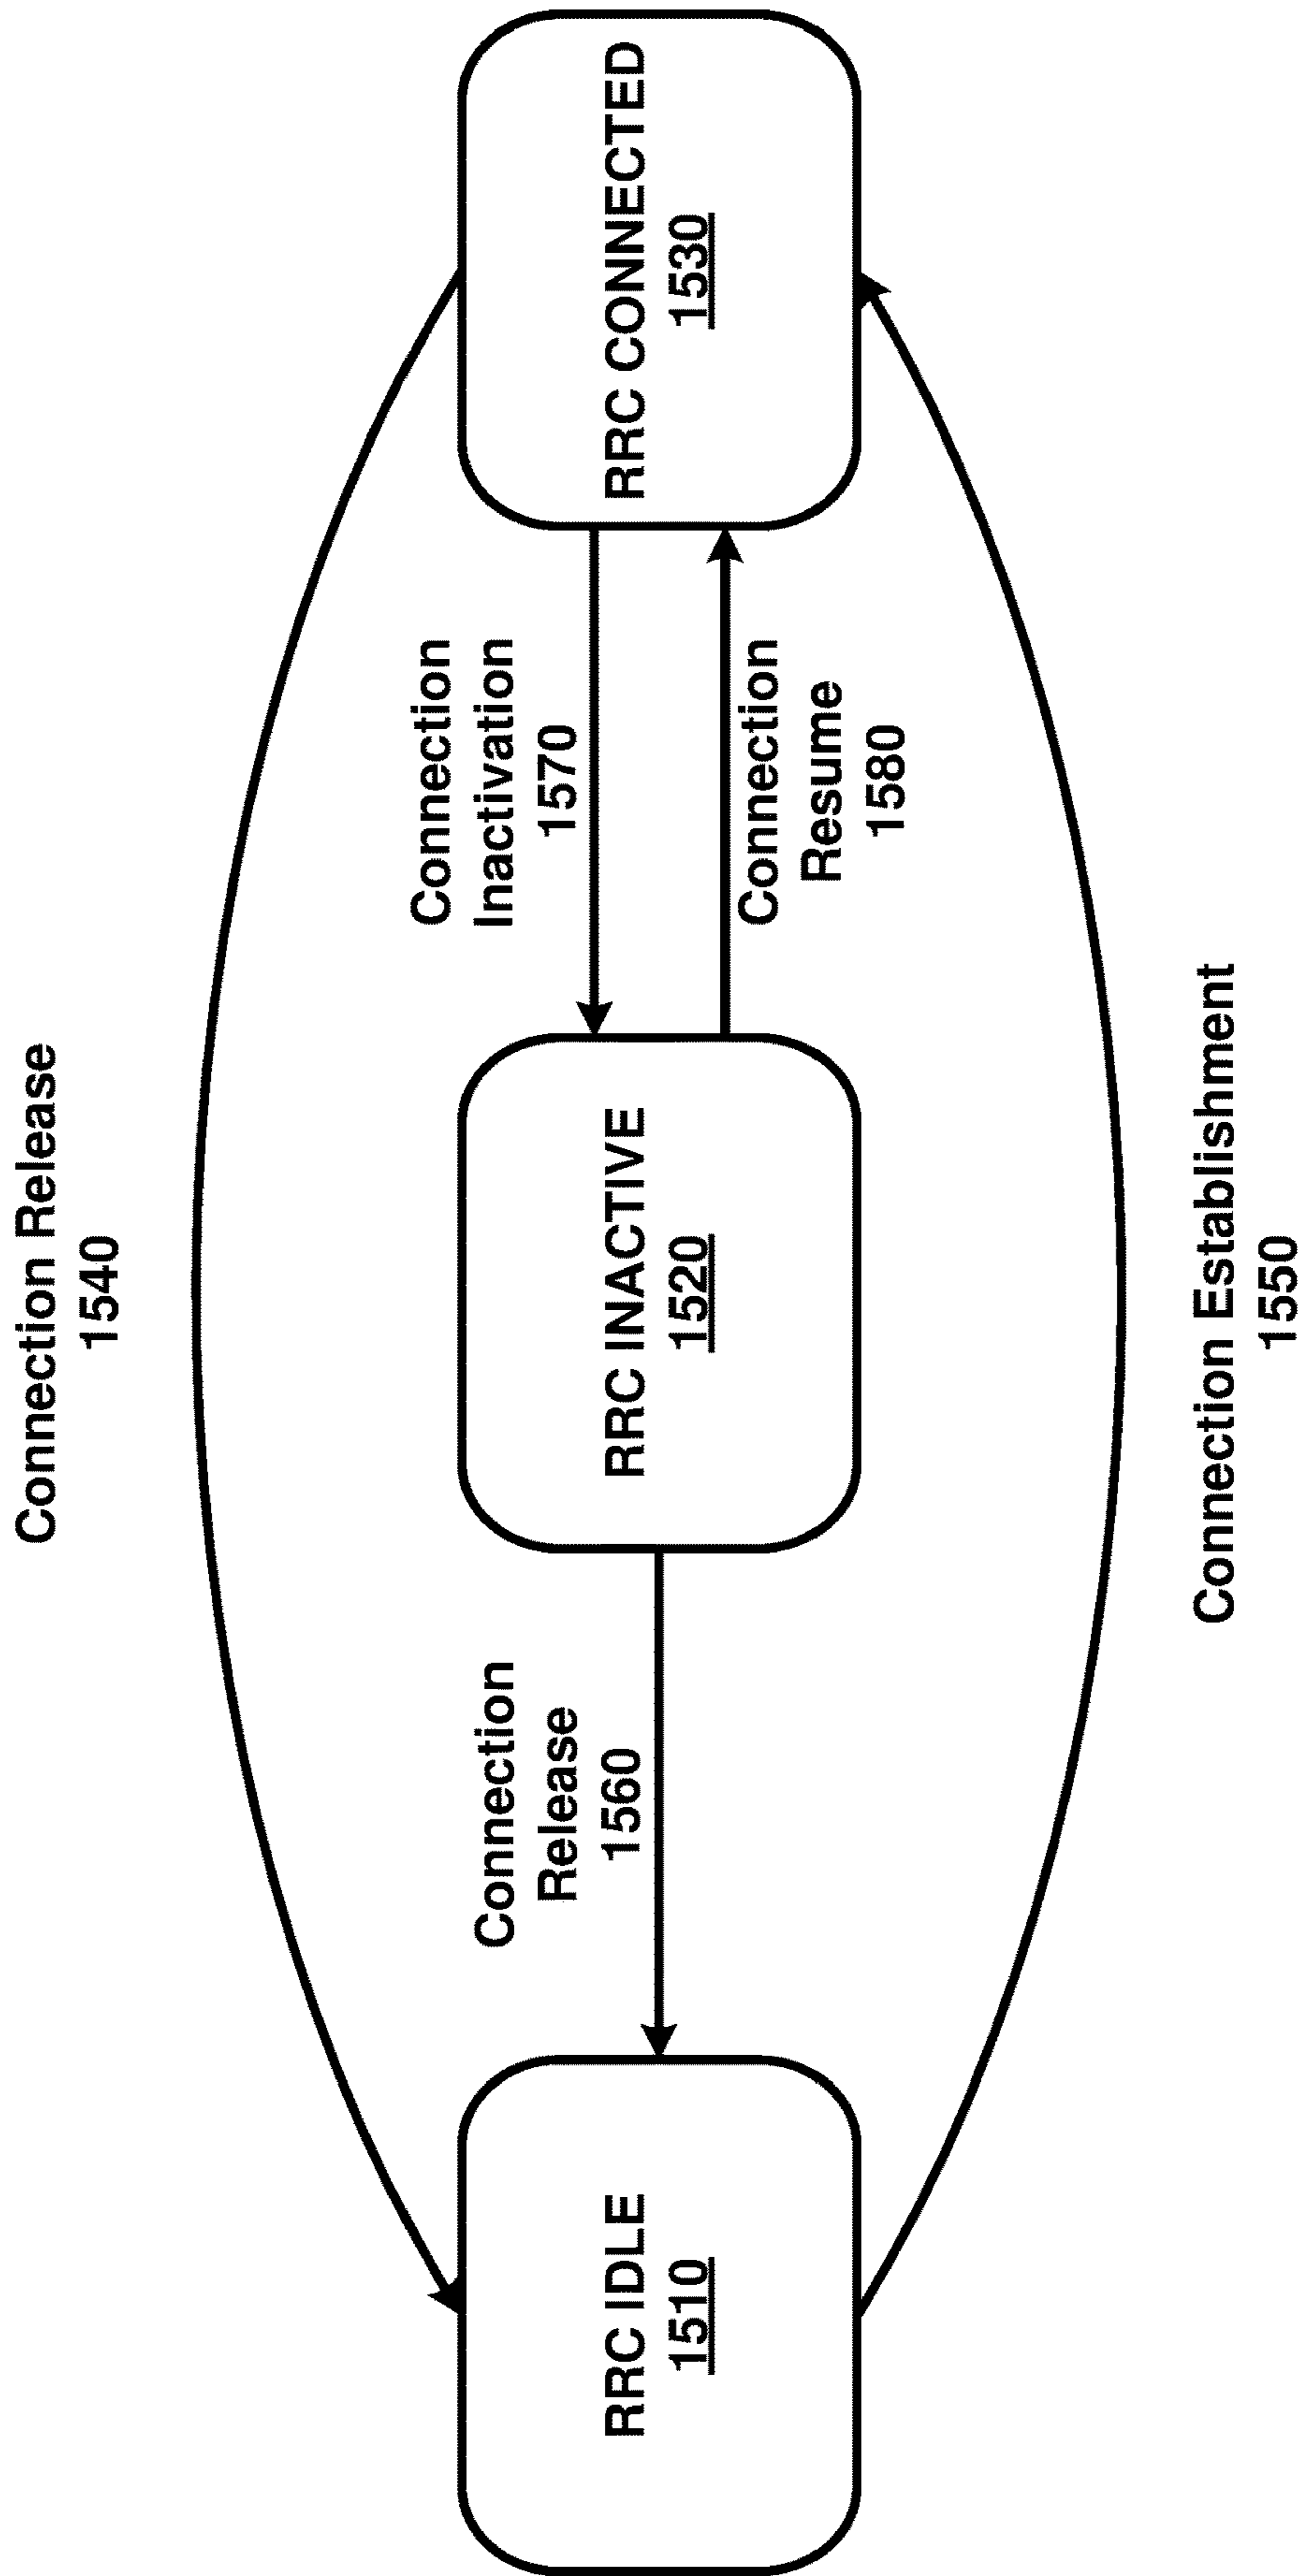 Connection Release
1540
Connection
Inactivation
1570
Connection
Release
1560
RRC IDLE
1510
RRC INACTIVE
1520
RRC CONNECTED
1530
Connection
Resume
1580
Connection Establishment
1550